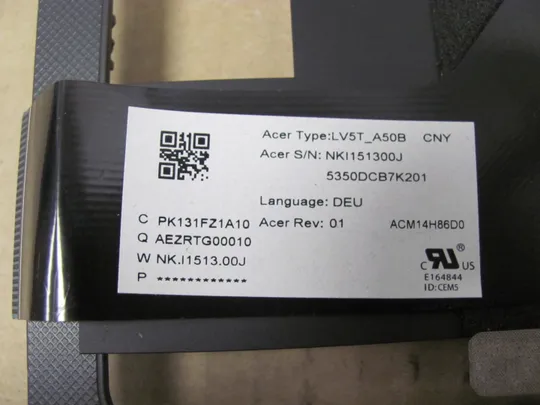 Acer Type:LV5T_A50B CNY
Acer S/N: NKI151300J
5350DCB7K201
Language: DEU
C PK131FZ1A10 Acer Rev: 01 ACM14H86D0
Q AEZRTG00010
W NK.I1513.00J
P ************
C RU US
E164844
ID:CEM5